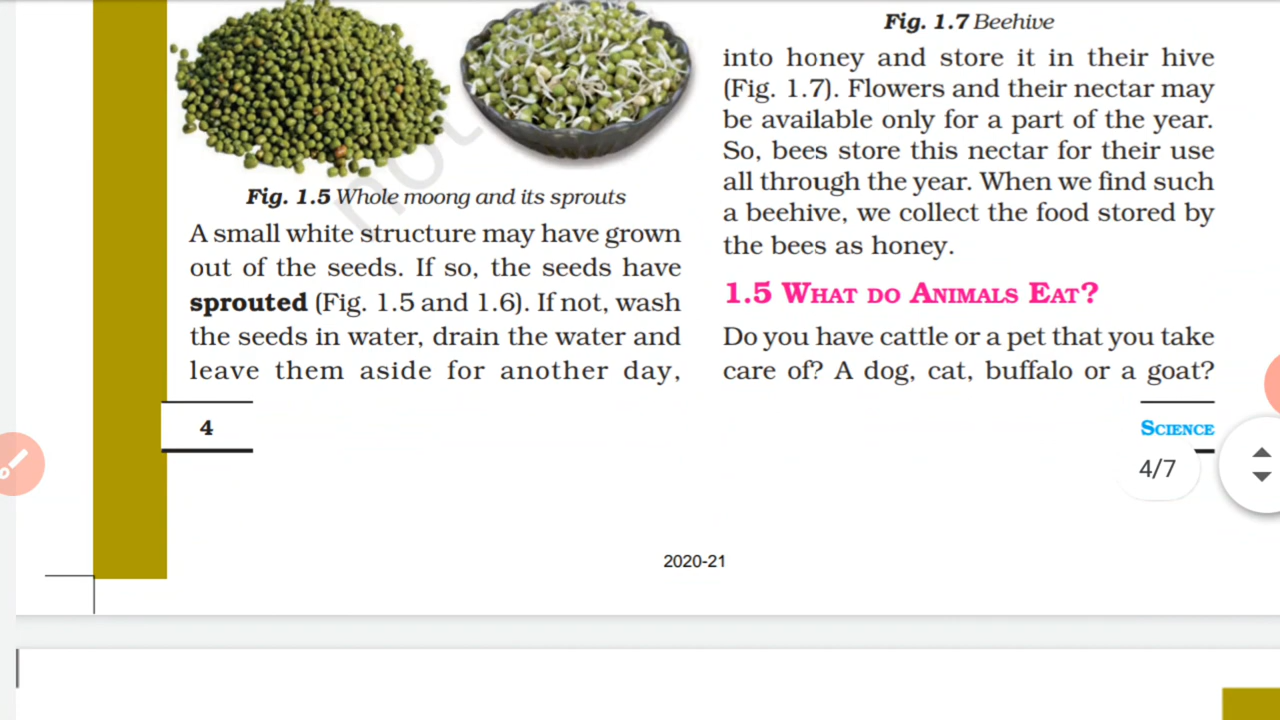 Fig. 1.5 Whole moong and its sprouts
A small white structure may have grown
out of the seeds. If so, the seeds have
sprouted (Fig. 1.5 and 1.6). If not, wash
the seeds in water, drain the water and
leave them aside for another day,
4
Fig. 1.7 Beehive
into honey and store it in their hive
(Fig. 1.7). Flowers and their nectar may
be available only for a part of the year.
So, bees store this nectar for their use
all through the year. When we find such
a beehive, we collect the food stored by
the bees as honey.
1.5 WHAT DO ANIMALS EAT?
Do you have cattle or a pet that you take
care of? A dog, cat, buffalo or a goat?
SCIENCE
4/7
2020-21